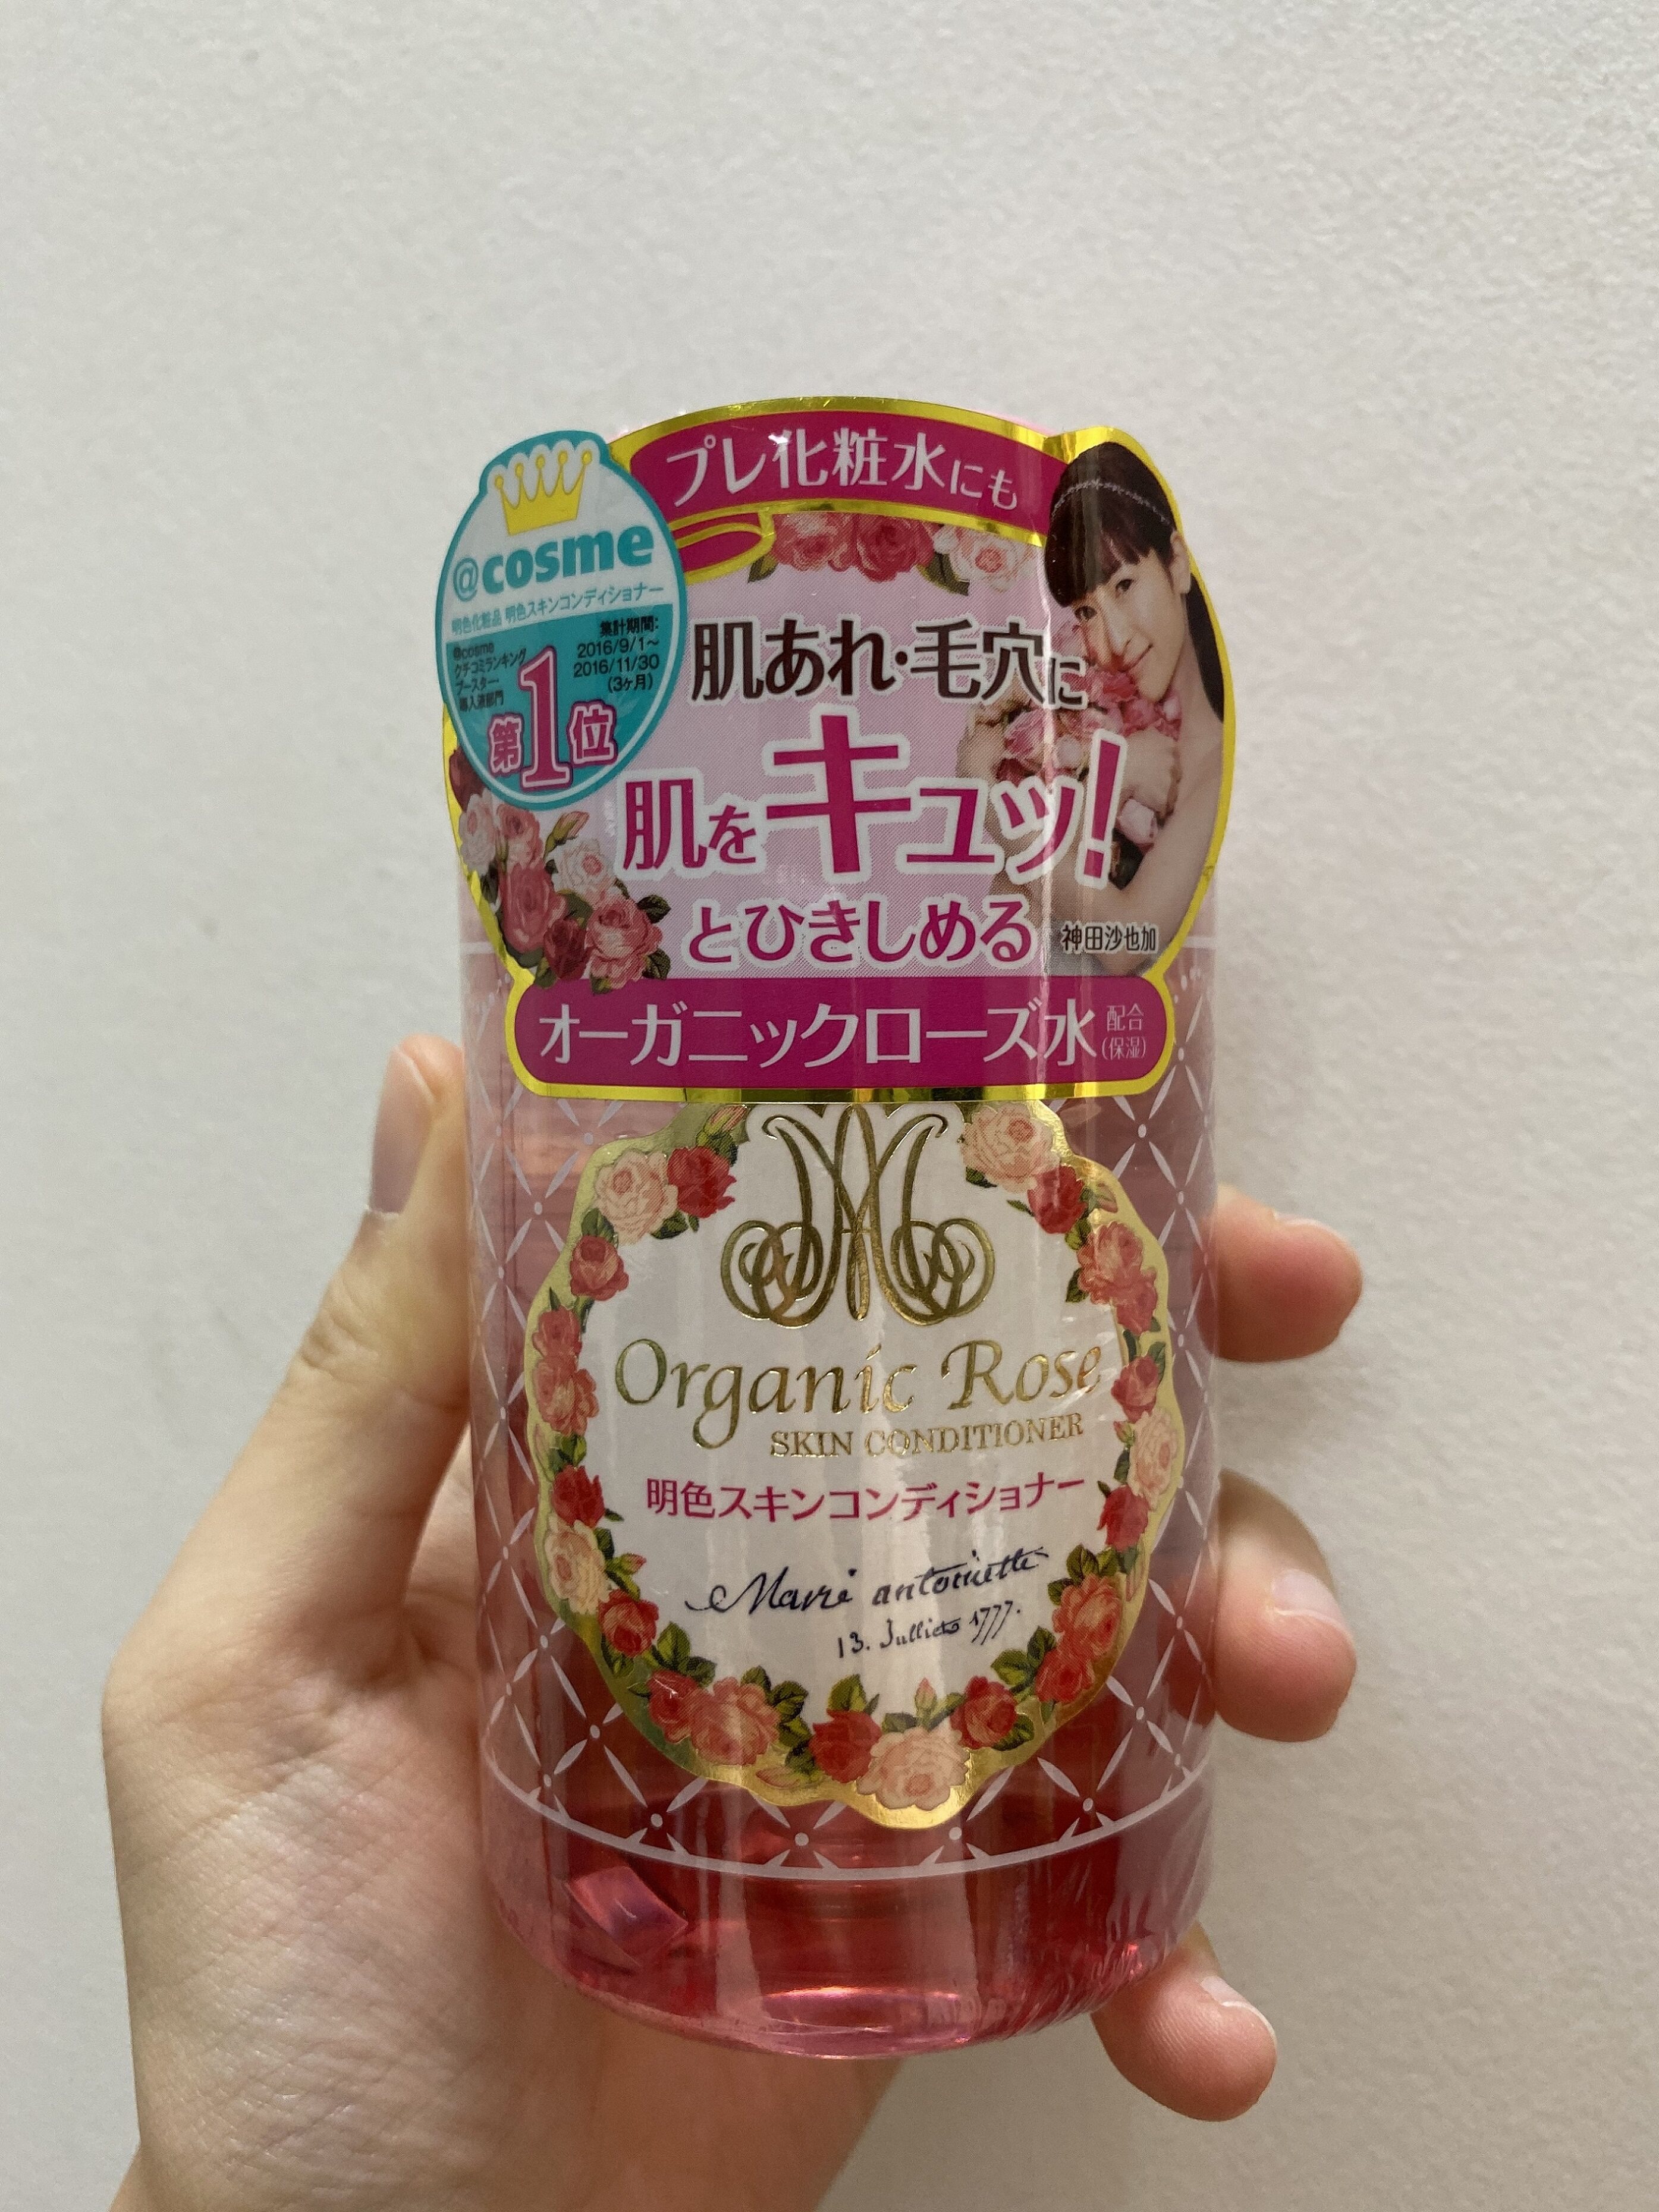 プレ化粧水にも
@cosme
明色化粧品 明色スキンコンディショナー
@cosme
クチコミランキング
ブースター・
導入液部門
集計期間:
2016/9/1～
2016/11/30
(3ヶ月)
第1位
肌あれ・毛穴に
肌をキュッ!
とひきしめる
神田沙也加
オーガニックローズ水 配合
(保湿)
Organic Rose
SKIN CONDITIONER
明色スキンコンディショナー
Marie antoinette
13. Julliets 1777.